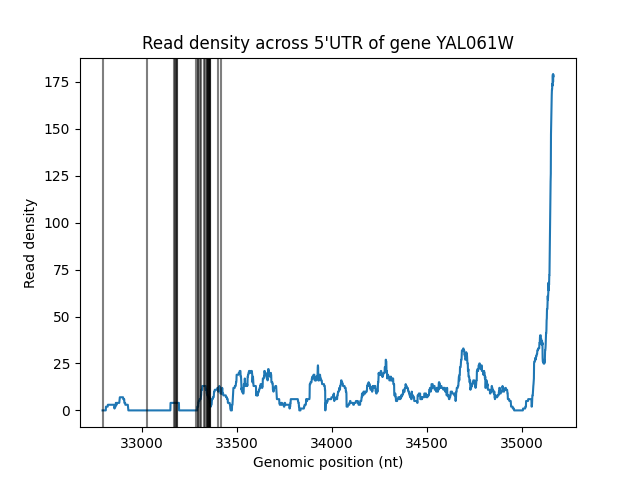 Read density across 5'UTR of gene YAL061W
175
150
125
100
75
50
25
0
Read density
33000 33500 34000 34500 35000
Genomic position (nt)